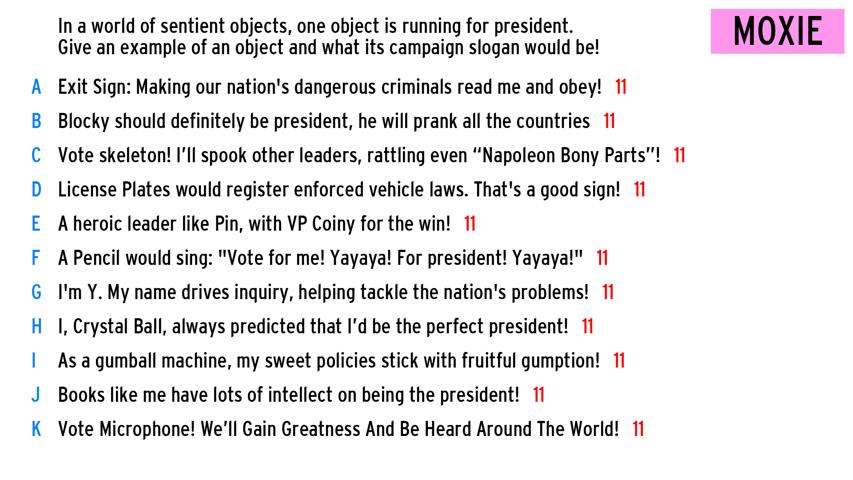 In a world of sentient objects, one object is running for president.
Give an example of an object and what its campaign slogan would be!
MOXIE
A Exit Sign: Making our nation's dangerous criminals read me and obey! 11
B Blocky should definitely be president, he will prank all the countries 11
C Vote skeleton! I’ll spook other leaders, rattling even “Napoleon Bony Parts”! 11
D License Plates would register enforced vehicle laws. That's a good sign! 11
E A heroic leader like Pin, with VP Coiny for the win! 11
F A Pencil would sing: "Vote for me! Yayaya! For president! Yayaya!" 11
G I'm Y. My name drives inquiry, helping tackle the nation's problems! 11
H I, Crystal Ball, always predicted that I’d be the perfect president! 11
I As a gumball machine, my sweet policies stick with fruitful gumption! 11
J Books like me have lots of intellect on being the president! 11
K Vote Microphone! We’ll Gain Greatness And Be Heard Around The World! 11